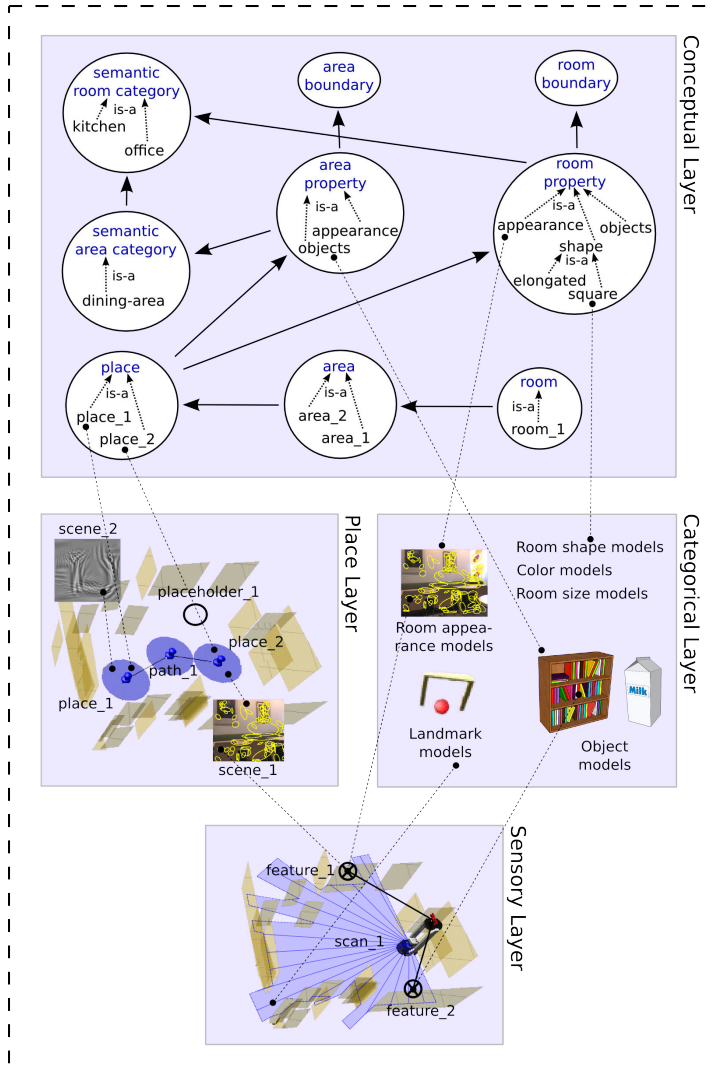 Conceptual Layer
semantic
room category
is-a
kitchen
office
area
boundary
room
boundary
area
property
is-a
appearance
objects
room
property
is-a
appearance
objects
shape
is-a
elongated
square
semantic
area category
is-a
dining-area
place
is-a
place_1
place_2
area
is-a
area_2
area_1
room
is-a
room_1
Place Layer
scene_2
placeholder_1
place_2
path_1
place_1
scene_1
Categorical Layer
Room shape models
Color models
Room size models
Room appea-
rance models
Landmark
models
Milk
Object
models
Sensory Layer
feature_1
scan_1
feature_2